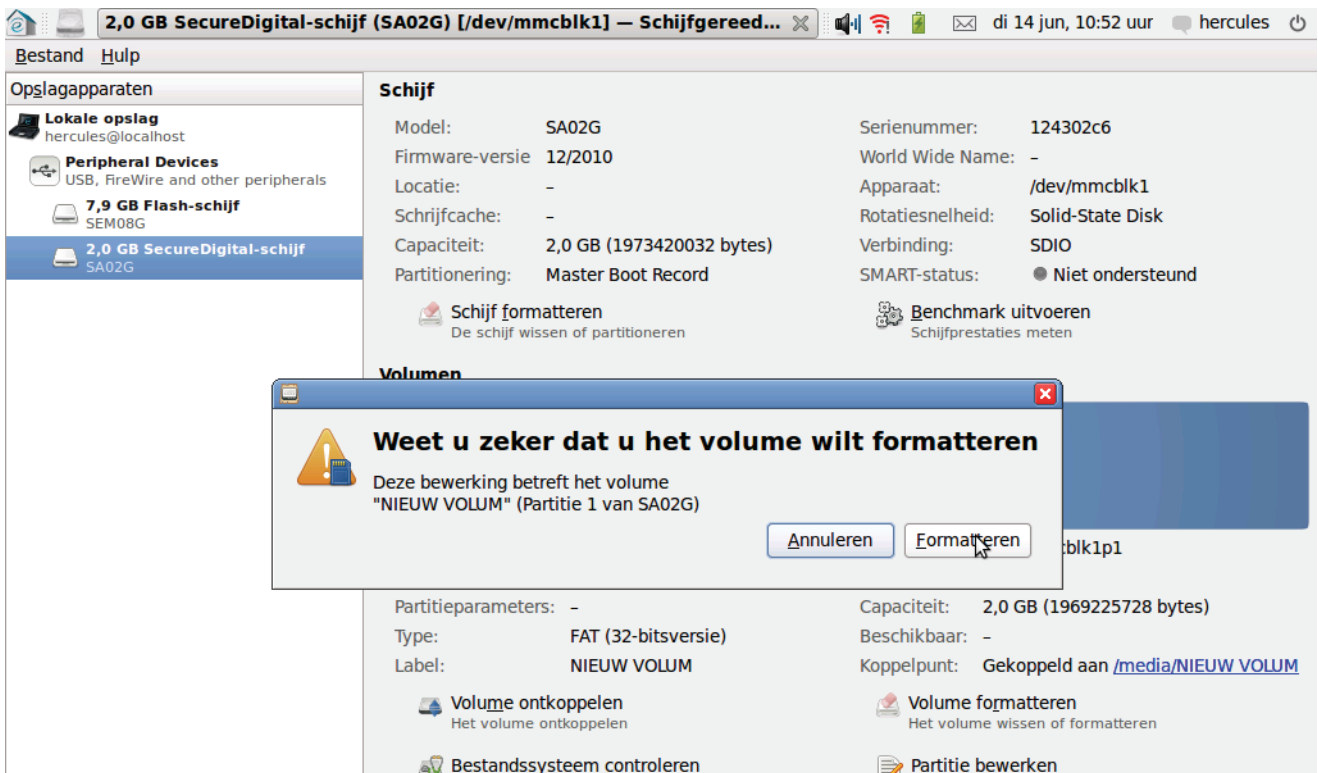 2,0 GB SecureDigital-schijf (SA02G) [/dev/mmcblk1] — Schijfgereed...
di 14 jun, 10:52 uur
hercules
Bestand Hulp
Opslagapparaten
Lokale opslag
hercules@localhost
Peripheral Devices
USB, FireWire and other peripherals
7,9 GB Flash-schijf
SEM08G
2,0 GB SecureDigital-schijf
SA02G
Schijf
Model: SA02G
Serienummer: 124302c6
Firmware-versie 12/2010
World Wide Name: –
Locatie: –
Apparaat: /dev/mmcblk1
Schrijfcache: –
Rotatiesnelheid: Solid-State Disk
Capaciteit: 2,0 GB (1973420032 bytes)
Verbinding: SDIO
Partitionering: Master Boot Record
SMART-status: Niet ondersteund
Schijf formatteren
De schijf wissen of partitioneren
Benchmark uitvoeren
Schijfprestaties meten
Volumen
Weet u zeker dat u het volume wilt formatteren
Deze bewerking betreft het volume
"NIEUW VOLUM" (Partitie 1 van SA02G)
Annuleren
Formatteren
cblk1p1
Partitieparameters: –
Capaciteit: 2,0 GB (1969225728 bytes)
Type: FAT (32-bitsversie)
Beschikbaar: –
Label: NIEUW VOLUM
Koppelpunt: Gekoppeld aan /media/NIEUW VOLUM
Volume ontkoppelen
Het volume ontkoppelen
Volume formatteren
Het volume wissen of formatteren
Bestandssysteem controleren
Partitie bewerken